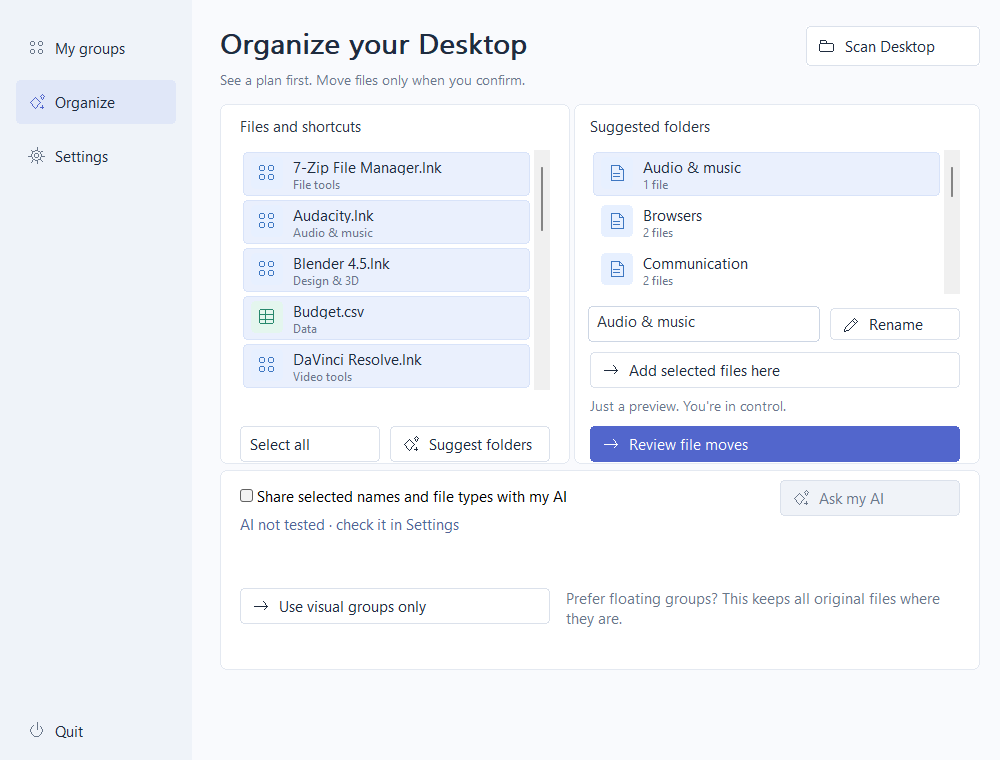 My groups
Organize
Settings
Quit
Organize your Desktop
See a plan first. Move files only when you confirm.
Scan Desktop
Files and shortcuts
7-Zip File Manager.lnk
File tools
Audacity.lnk
Audio & music
Blender 4.5.lnk
Design & 3D
Budget.csv
Data
DaVinci Resolve.lnk
Video tools
Select all
Suggest folders
Suggested folders
Audio & music
1 file
Browsers
2 files
Communication
2 files
Audio & music
Rename
Add selected files here
Just a preview. You're in control.
Review file moves
Share selected names and file types with my AI
Ask my AI
AI not tested · check it in Settings
Use visual groups only
Prefer floating groups? This keeps all original files where
they are.